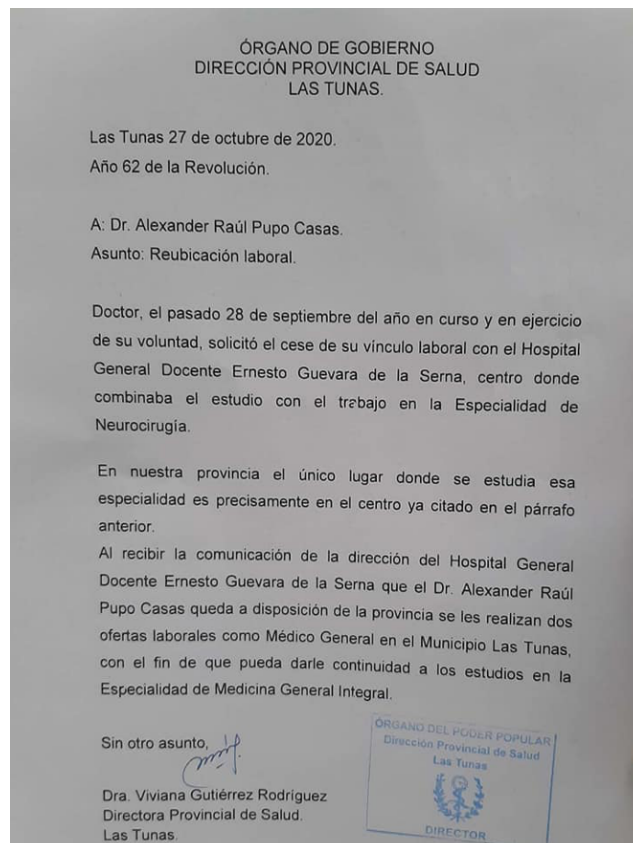 ÓRGANO DE GOBIERNO
DIRECCIÓN PROVINCIAL DE SALUD
LAS TUNAS.
Las Tunas 27 de octubre de 2020.
Año 62 de la Revolución.
A: Dr. Alexander Raúl Pupo Casas.
Asunto: Reubicación laboral.
Doctor, el pasado 28 de septiembre del año en curso y en ejercicio
de su voluntad, solicitó el cese de su vínculo laboral con el Hospital
General Docente Ernesto Guevara de la Serna, centro donde
combinaba el estudio con el trabajo en la Especialidad de
Neurocirugía.
En nuestra provincia el único lugar donde se estudia esa
especialidad es precisamente en el centro ya citado en el párrafo
anterior.
Al recibir la comunicación de la dirección del Hospital General
Docente Ernesto Guevara de la Serna que el Dr. Alexander Raúl
Pupo Casas queda a disposición de la provincia se les realizan dos
ofertas laborales como Médico General en el Municipio Las Tunas,
con el fin de que pueda darle continuidad a los estudios en la
Especialidad de Medicina General Integral.
Sin otro asunto,
Dra. Viviana Gutiérrez Rodríguez
Directora Provincial de Salud.
Las Tunas.
ÓRGANO DEL PODER POPULAR
Dirección Provincial de Salud
Las Tunas
DIRECTOR